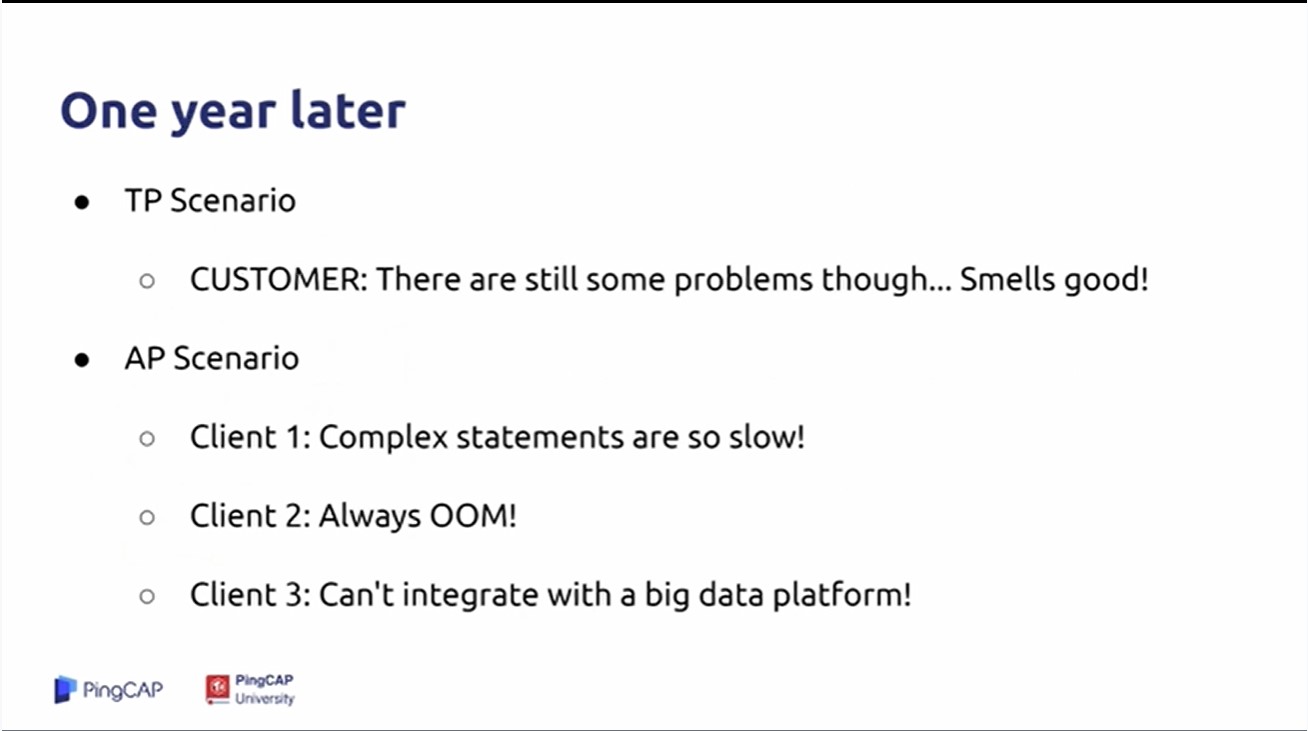 One year later
● TP Scenario
○ CUSTOMER: There are still some problems though... Smells good!
● AP Scenario
○ Client 1: Complex statements are so slow!
○ Client 2: Always OOM!
○ Client 3: Can't integrate with a big data platform!
PingCAP
PingCAP
University